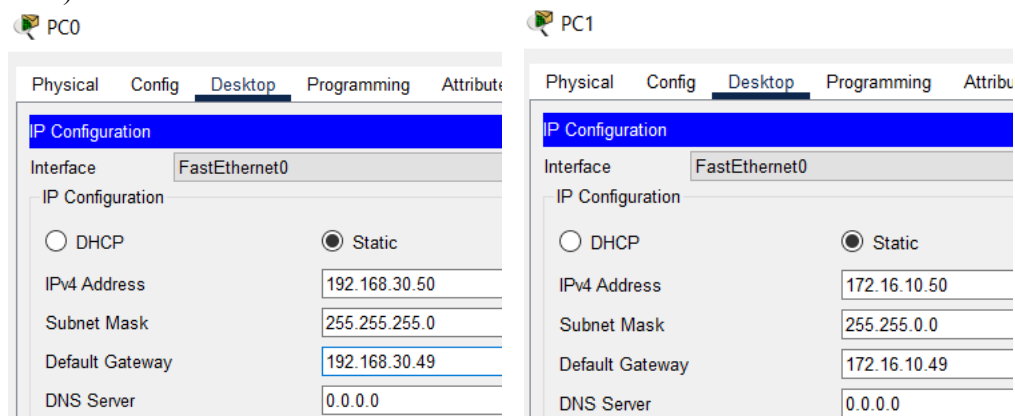 PC0
Physical Config Desktop Programming Attribute
IP Configuration
Interface FastEthernet0
IP Configuration
DHCP Static
IPv4 Address 192.168.30.50
Subnet Mask 255.255.255.0
Default Gateway 192.168.30.49
DNS Server 0.0.0.0
PC1
Physical Config Desktop Programming Attribu
IP Configuration
Interface FastEthernet0
IP Configuration
DHCP Static
IPv4 Address 172.16.10.50
Subnet Mask 255.255.0.0
Default Gateway 172.16.10.49
DNS Server 0.0.0.0